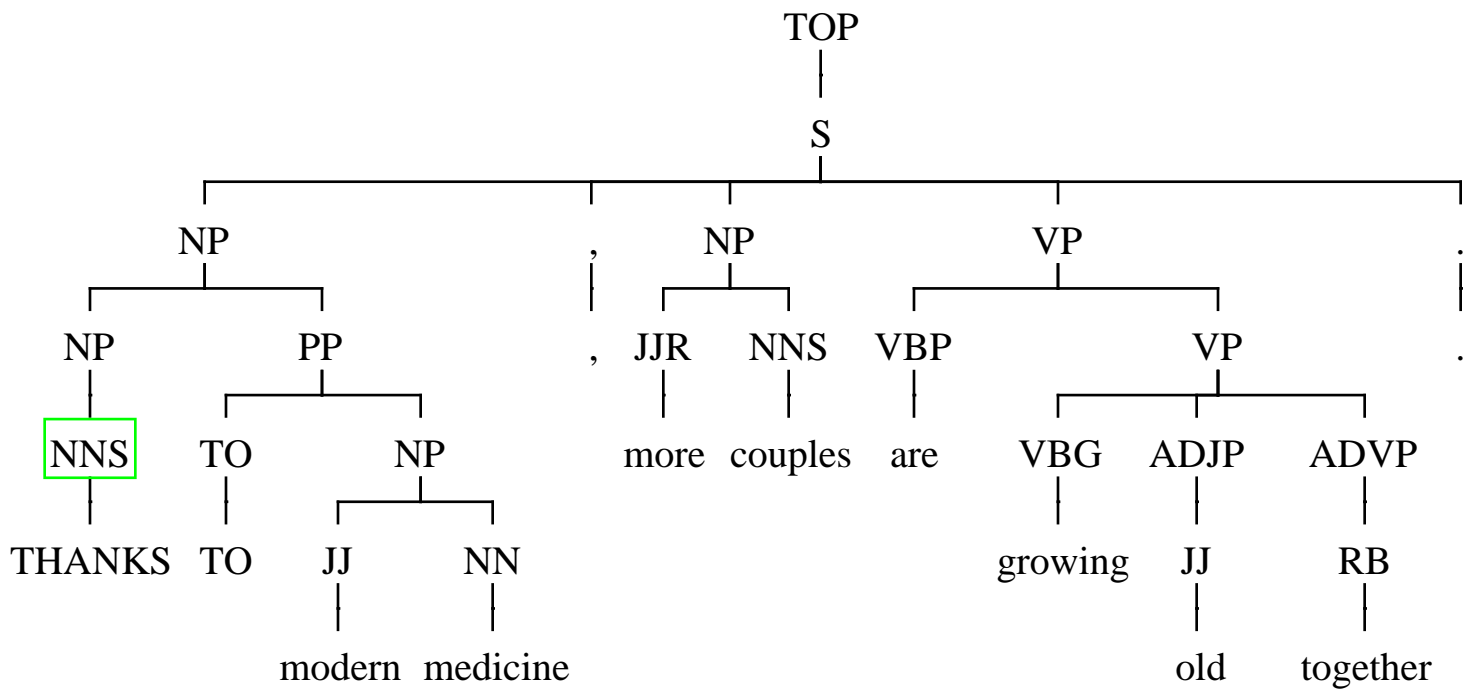 TOP
S
NP , NP VP .
NP PP , JJR NNS VBP VP .
NNS TO NP more couples are VBG ADJP ADVP
THANKS TO JJ NN growing JJ RB
modern medicine old together